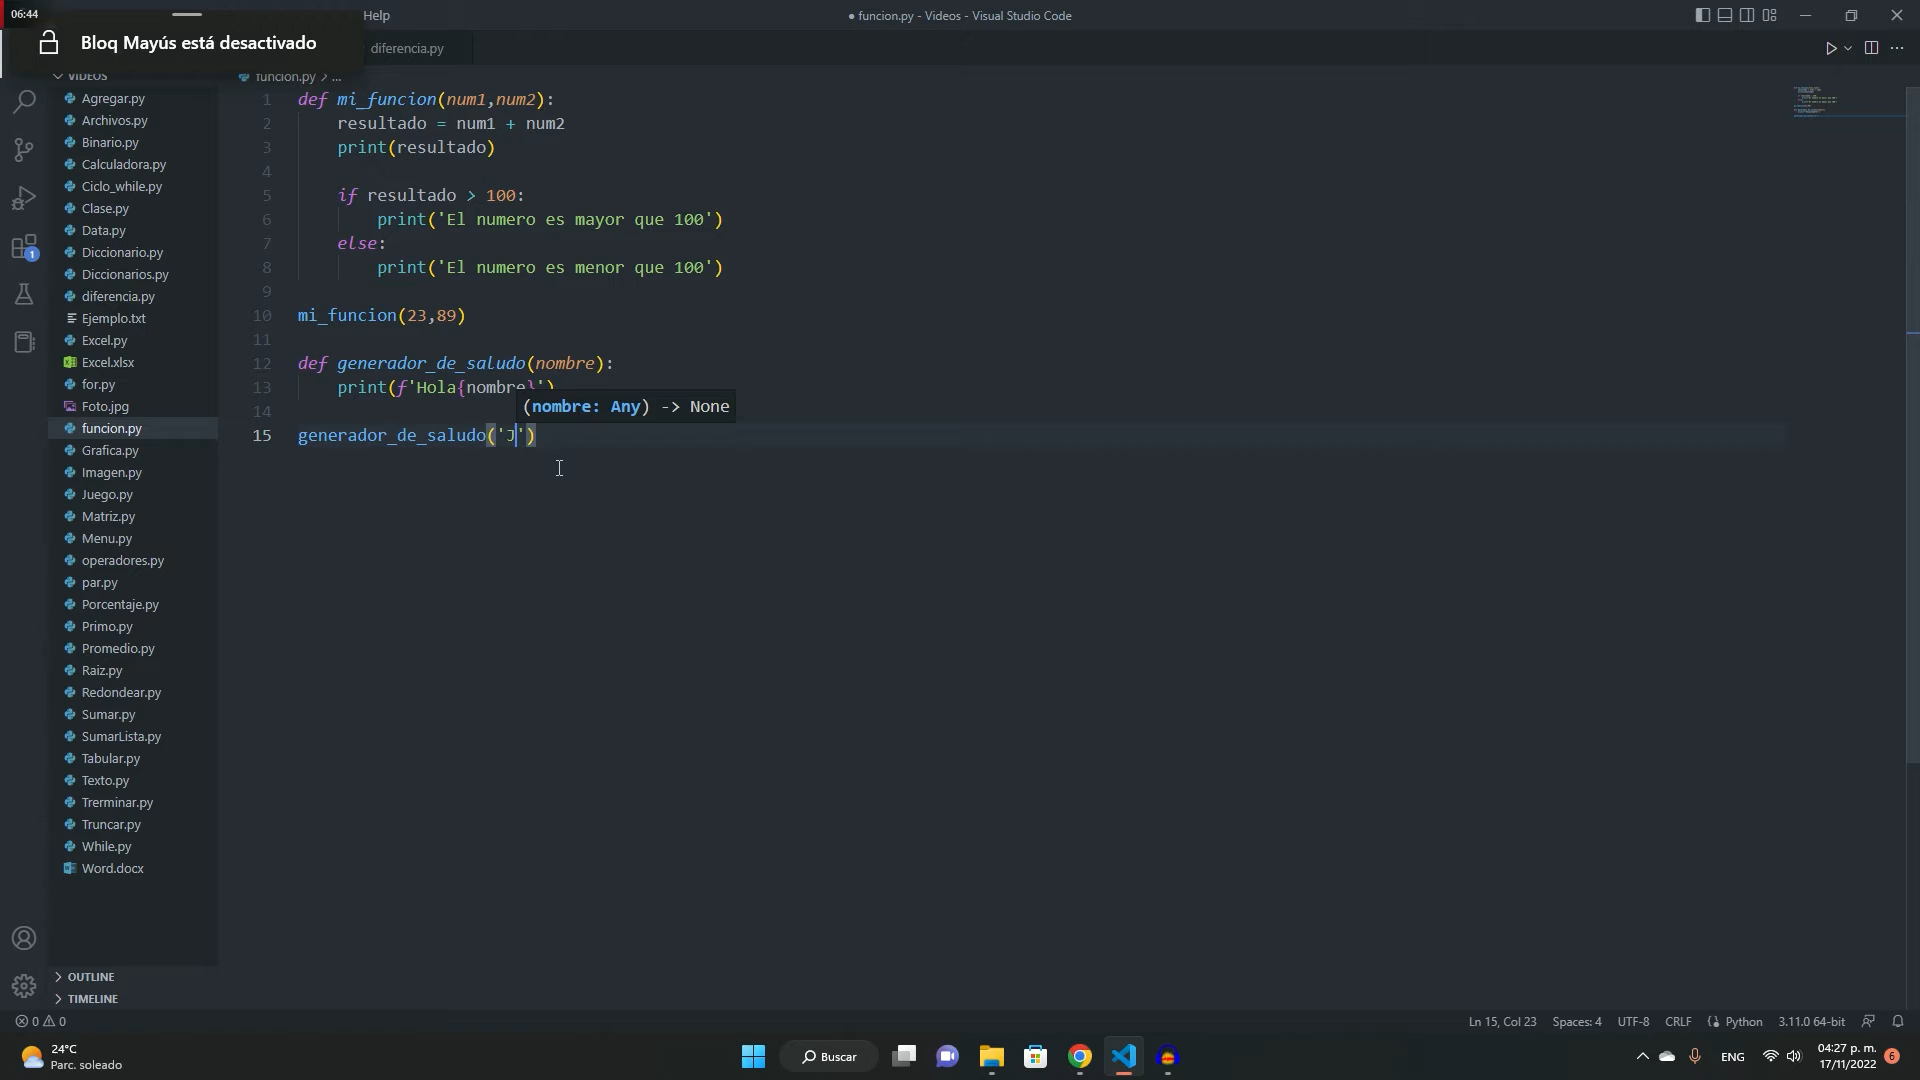 06:44
Help
● funcion.py - Videos - Visual Studio Code
Bloq Mayús está desactivado
diferencia.py
VIDEOS
funcion.py > ...
Agregar.py
Archivos.py
Binario.py
Calculadora.py
Ciclo_while.py
Clase.py
Data.py
Diccionario.py
Diccionarios.py
diferencia.py
Ejemplo.txt
Excel.py
Excel.xlsx
for.py
Foto.jpg
funcion.py
Grafica.py
Imagen.py
Juego.py
Matriz.py
Menu.py
operadores.py
par.py
Porcentaje.py
Primo.py
Promedio.py
Raiz.py
Redondear.py
Sumar.py
SumarLista.py
Tabular.py
Texto.py
Trerminar.py
Truncar.py
While.py
Word.docx
OUTLINE
TIMELINE
1 def mi_funcion(num1,num2):
2 resultado = num1 + num2
3 print(resultado)
4
5 if resultado > 100:
6 print('El numero es mayor que 100')
7 else:
8 print('El numero es menor que 100')
9
10 mi_funcion(23,89)
11
12 def generador_de_saludo(nombre):
13 print(f'Hola{nombre}')
14
(nombre: Any) -> None
15 generador_de_saludo('J')
1
0 0
Ln 15, Col 23 Spaces: 4 UTF-8 CRLF Python 3.11.0 64-bit
24°C
Parc. soleado
Buscar
ENG
04:27 p. m.
17/11/2022
6